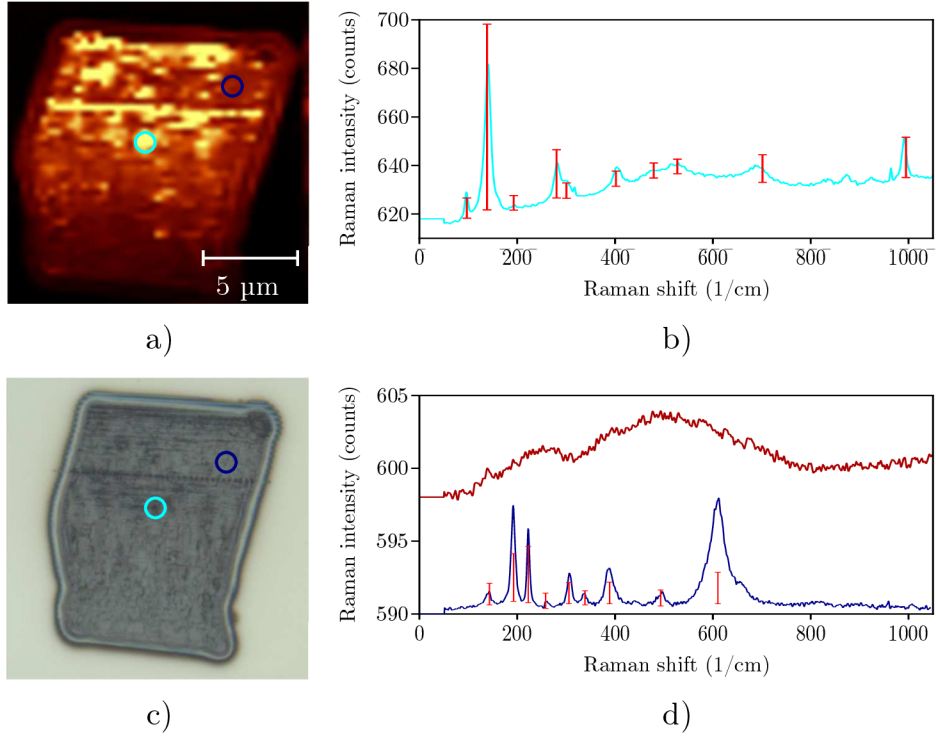 5 µm
a)
700
680
660
640
620
0 200 400 600 800 1000
Raman intensity (counts)
Raman shift (1/cm)
b)
c)
605
600
595
590
0 200 400 600 800 1000
Raman intensity (counts)
Raman shift (1/cm)
d)